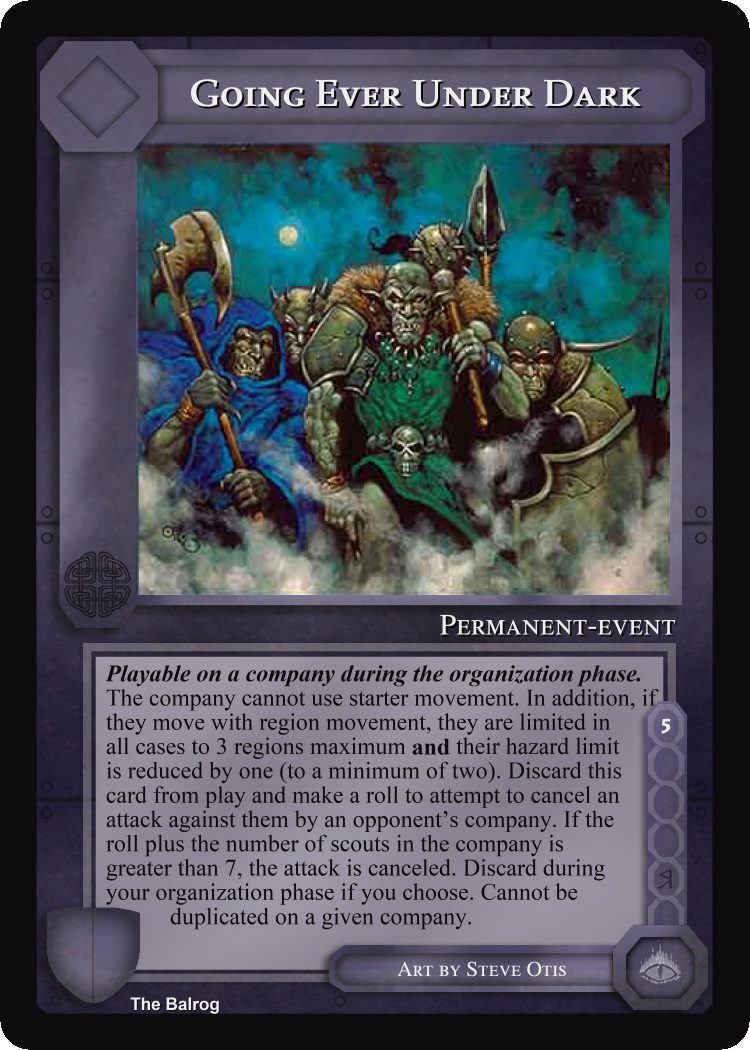 Going Ever Under Dark
Permanent-event
Playable on a company during the organization phase.
The company cannot use starter movement. In addition, if
they move with region movement, they are limited in
all cases to 3 regions maximum and their hazard limit
is reduced by one (to a minimum of two). Discard this
card from play and make a roll to attempt to cancel an
attack against them by an opponent's company. If the
roll plus the number of scouts in the company is
greater than 7, the attack is canceled. Discard during
your organization phase if you choose. Cannot be
duplicated on a given company.
5
Art by Steve Otis
The Balrog